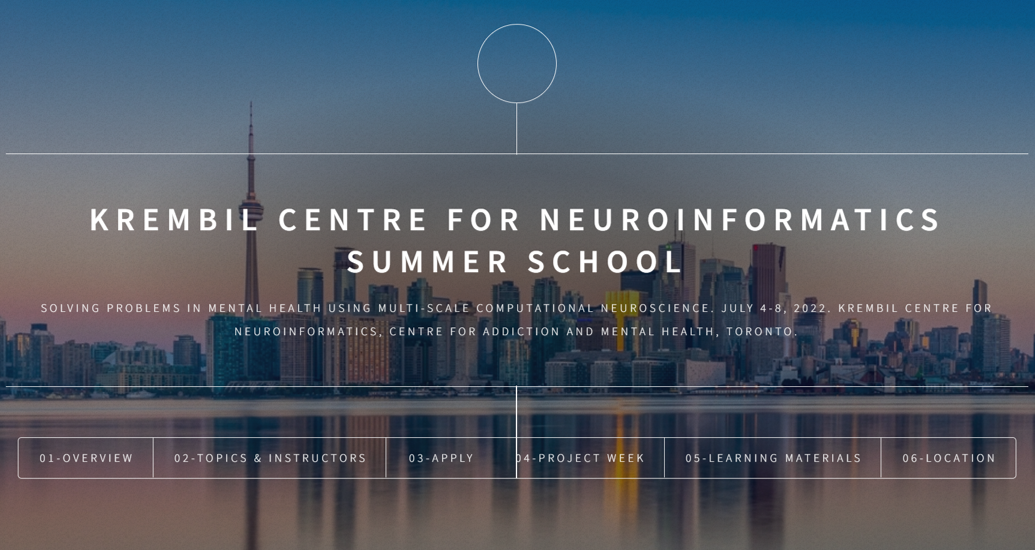 KREMBIL CENTRE FOR NEUROINFORMATICS
SUMMER SCHOOL
SOLVING PROBLEMS IN MENTAL HEALTH USING MULTI-SCALE COMPUTATIONAL NEUROSCIENCE. JULY 4-8, 2022. KREMBIL CENTRE FOR
NEUROINFORMATICS, CENTRE FOR ADDICTION AND MENTAL HEALTH, TORONTO.
01-OVERVIEW 02-TOPICS & INSTRUCTORS 03-APPLY 04-PROJECT WEEK 05-LEARNING MATERIALS 06-LOCATION